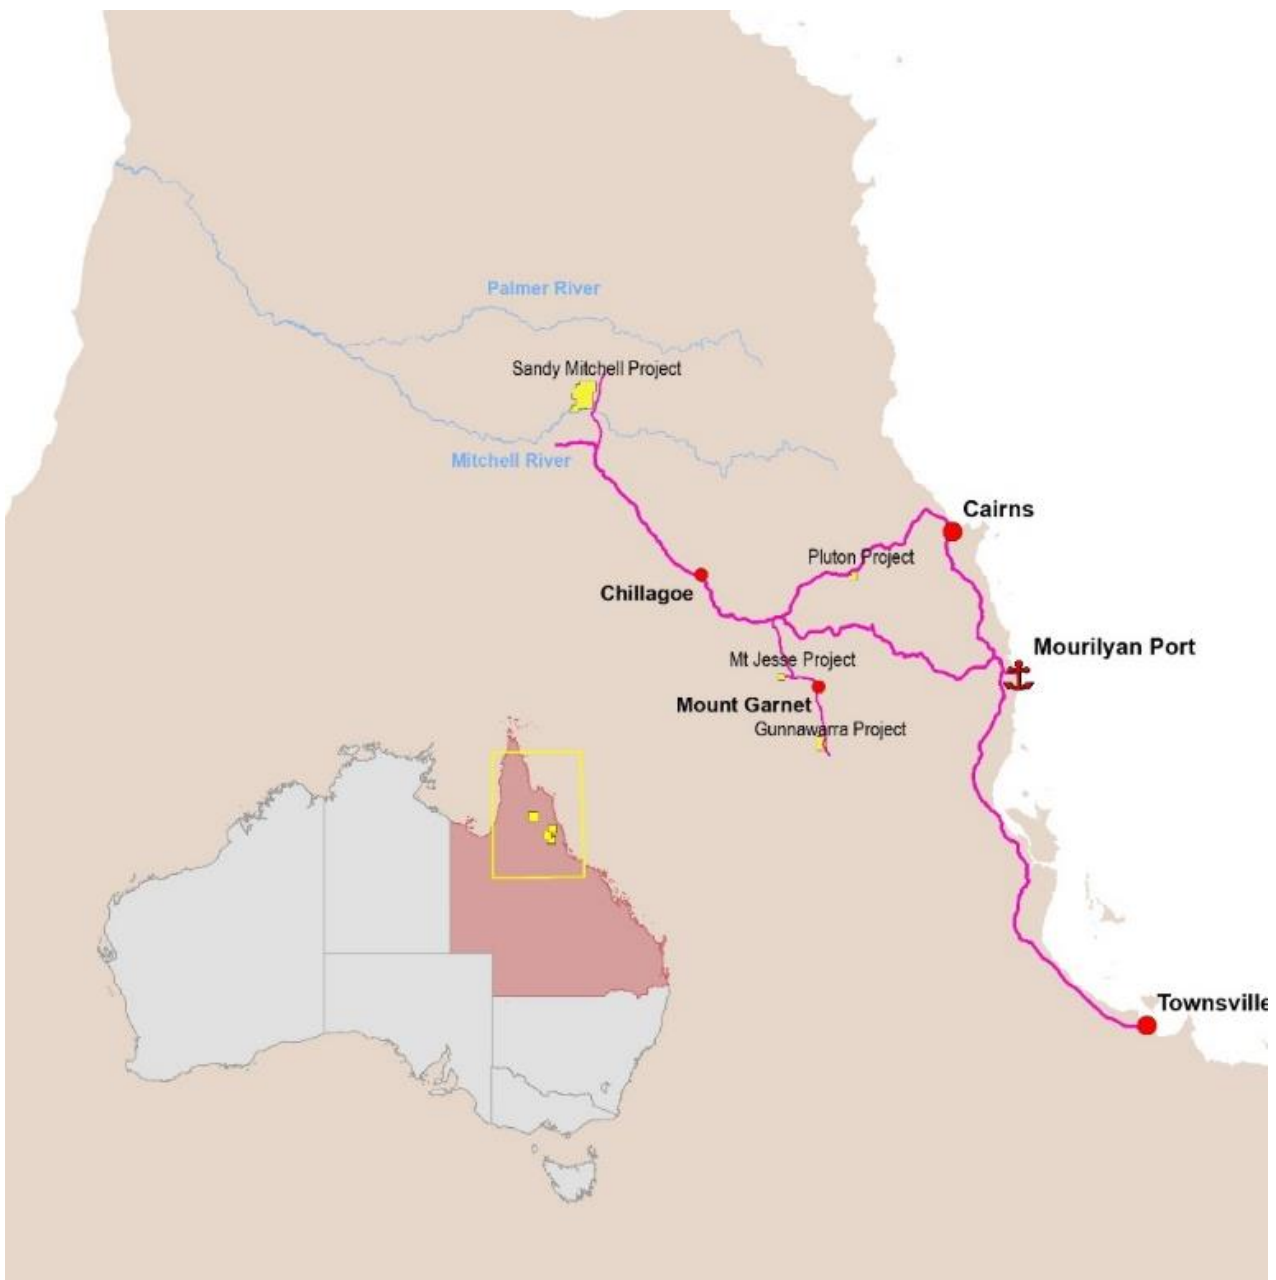 Palmer River
Sandy Mitchell Project
Mitchell River
Cairns
Pluton Project
Chillagoe
Mourilyan Port
Mt Jesse Project
Mount Garnet
Gunnawarra Project
Townsville